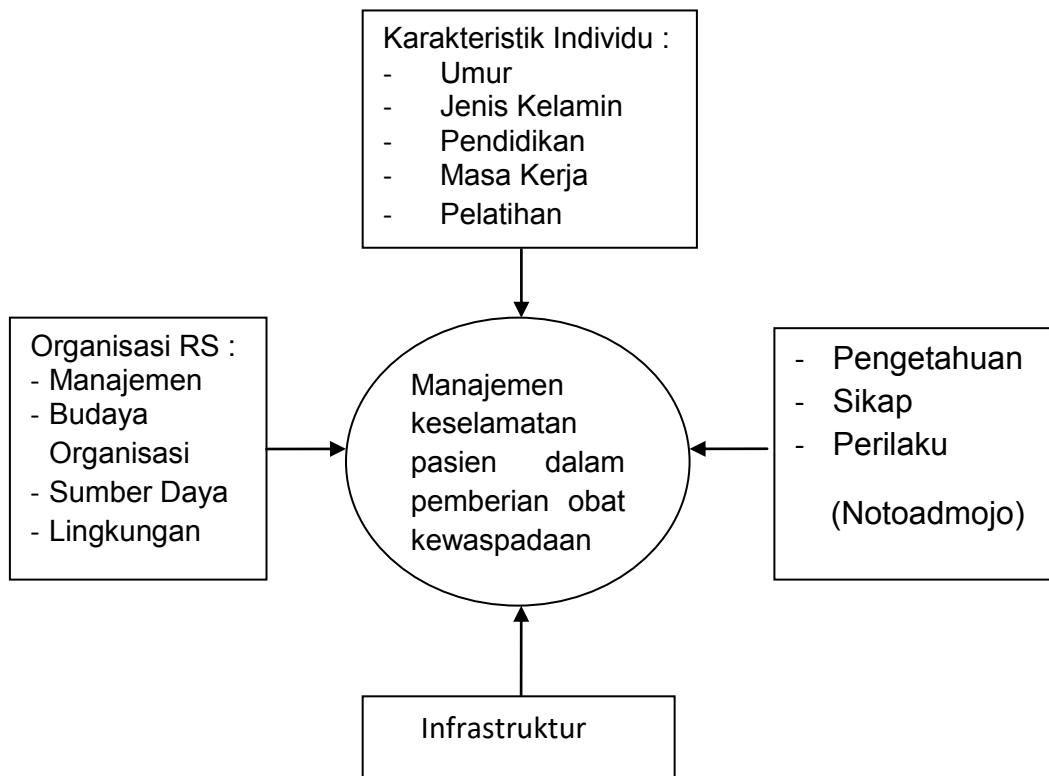 Karakteristik Individu :
- Umur
- Jenis Kelamin
- Pendidikan
- Masa Kerja
- Pelatihan
Organisasi RS :
- Manajemen
- Budaya
Organisasi
- Sumber Daya
- Lingkungan
Manajemen
keselamatan
pasien dalam
pemberian obat
kewaspadaan
- Pengetahuan
- Sikap
- Perilaku
(Notoadmojo)
Infrastruktur